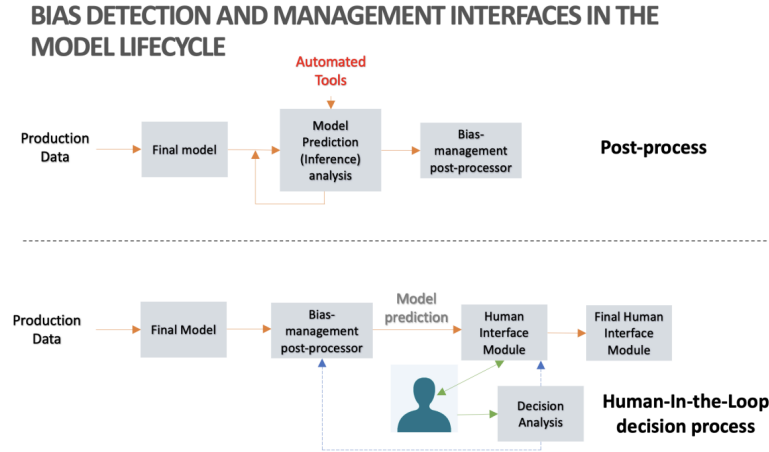 BIAS DETECTION AND MANAGEMENT INTERFACES IN THE
MODEL LIFECYCLE
Automated
Tools
Production
Data
Final model
Model
Prediction
(Inference)
analysis
Bias-
management
post-processor
Post-process
Production
Data
Final Model
Bias-
management
post-processor
Model
prediction
Human
Interface
Module
Final Human
Interface
Module
Decision
Analysis
Human-In-the-Loop
decision process